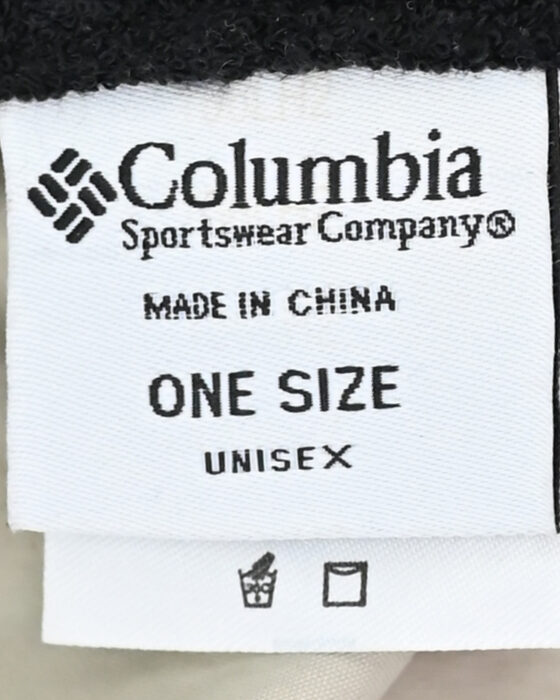 Columbia
Sportswear Company®
MADE IN CHINA
ONE SIZE
UNISEX